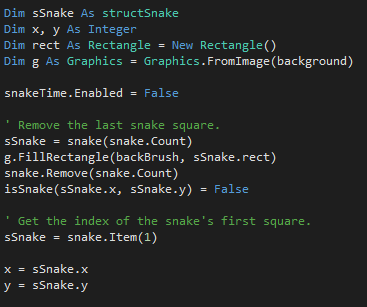 Dim sSnake As structSnake
Dim x, y As Integer
Dim rect As Rectangle = New Rectangle()
Dim g As Graphics = Graphics.FromImage(background)
snakeTime.Enabled = False
' Remove the last snake square.
sSnake = snake(snake.Count)
g.FillRectangle(backBrush, sSnake.rect)
snake.Remove(snake.Count)
isSnake(sSnake.x, sSnake.y) = False
' Get the index of the snake's first square.
sSnake = snake.Item(1)
x = sSnake.x
y = sSnake.y